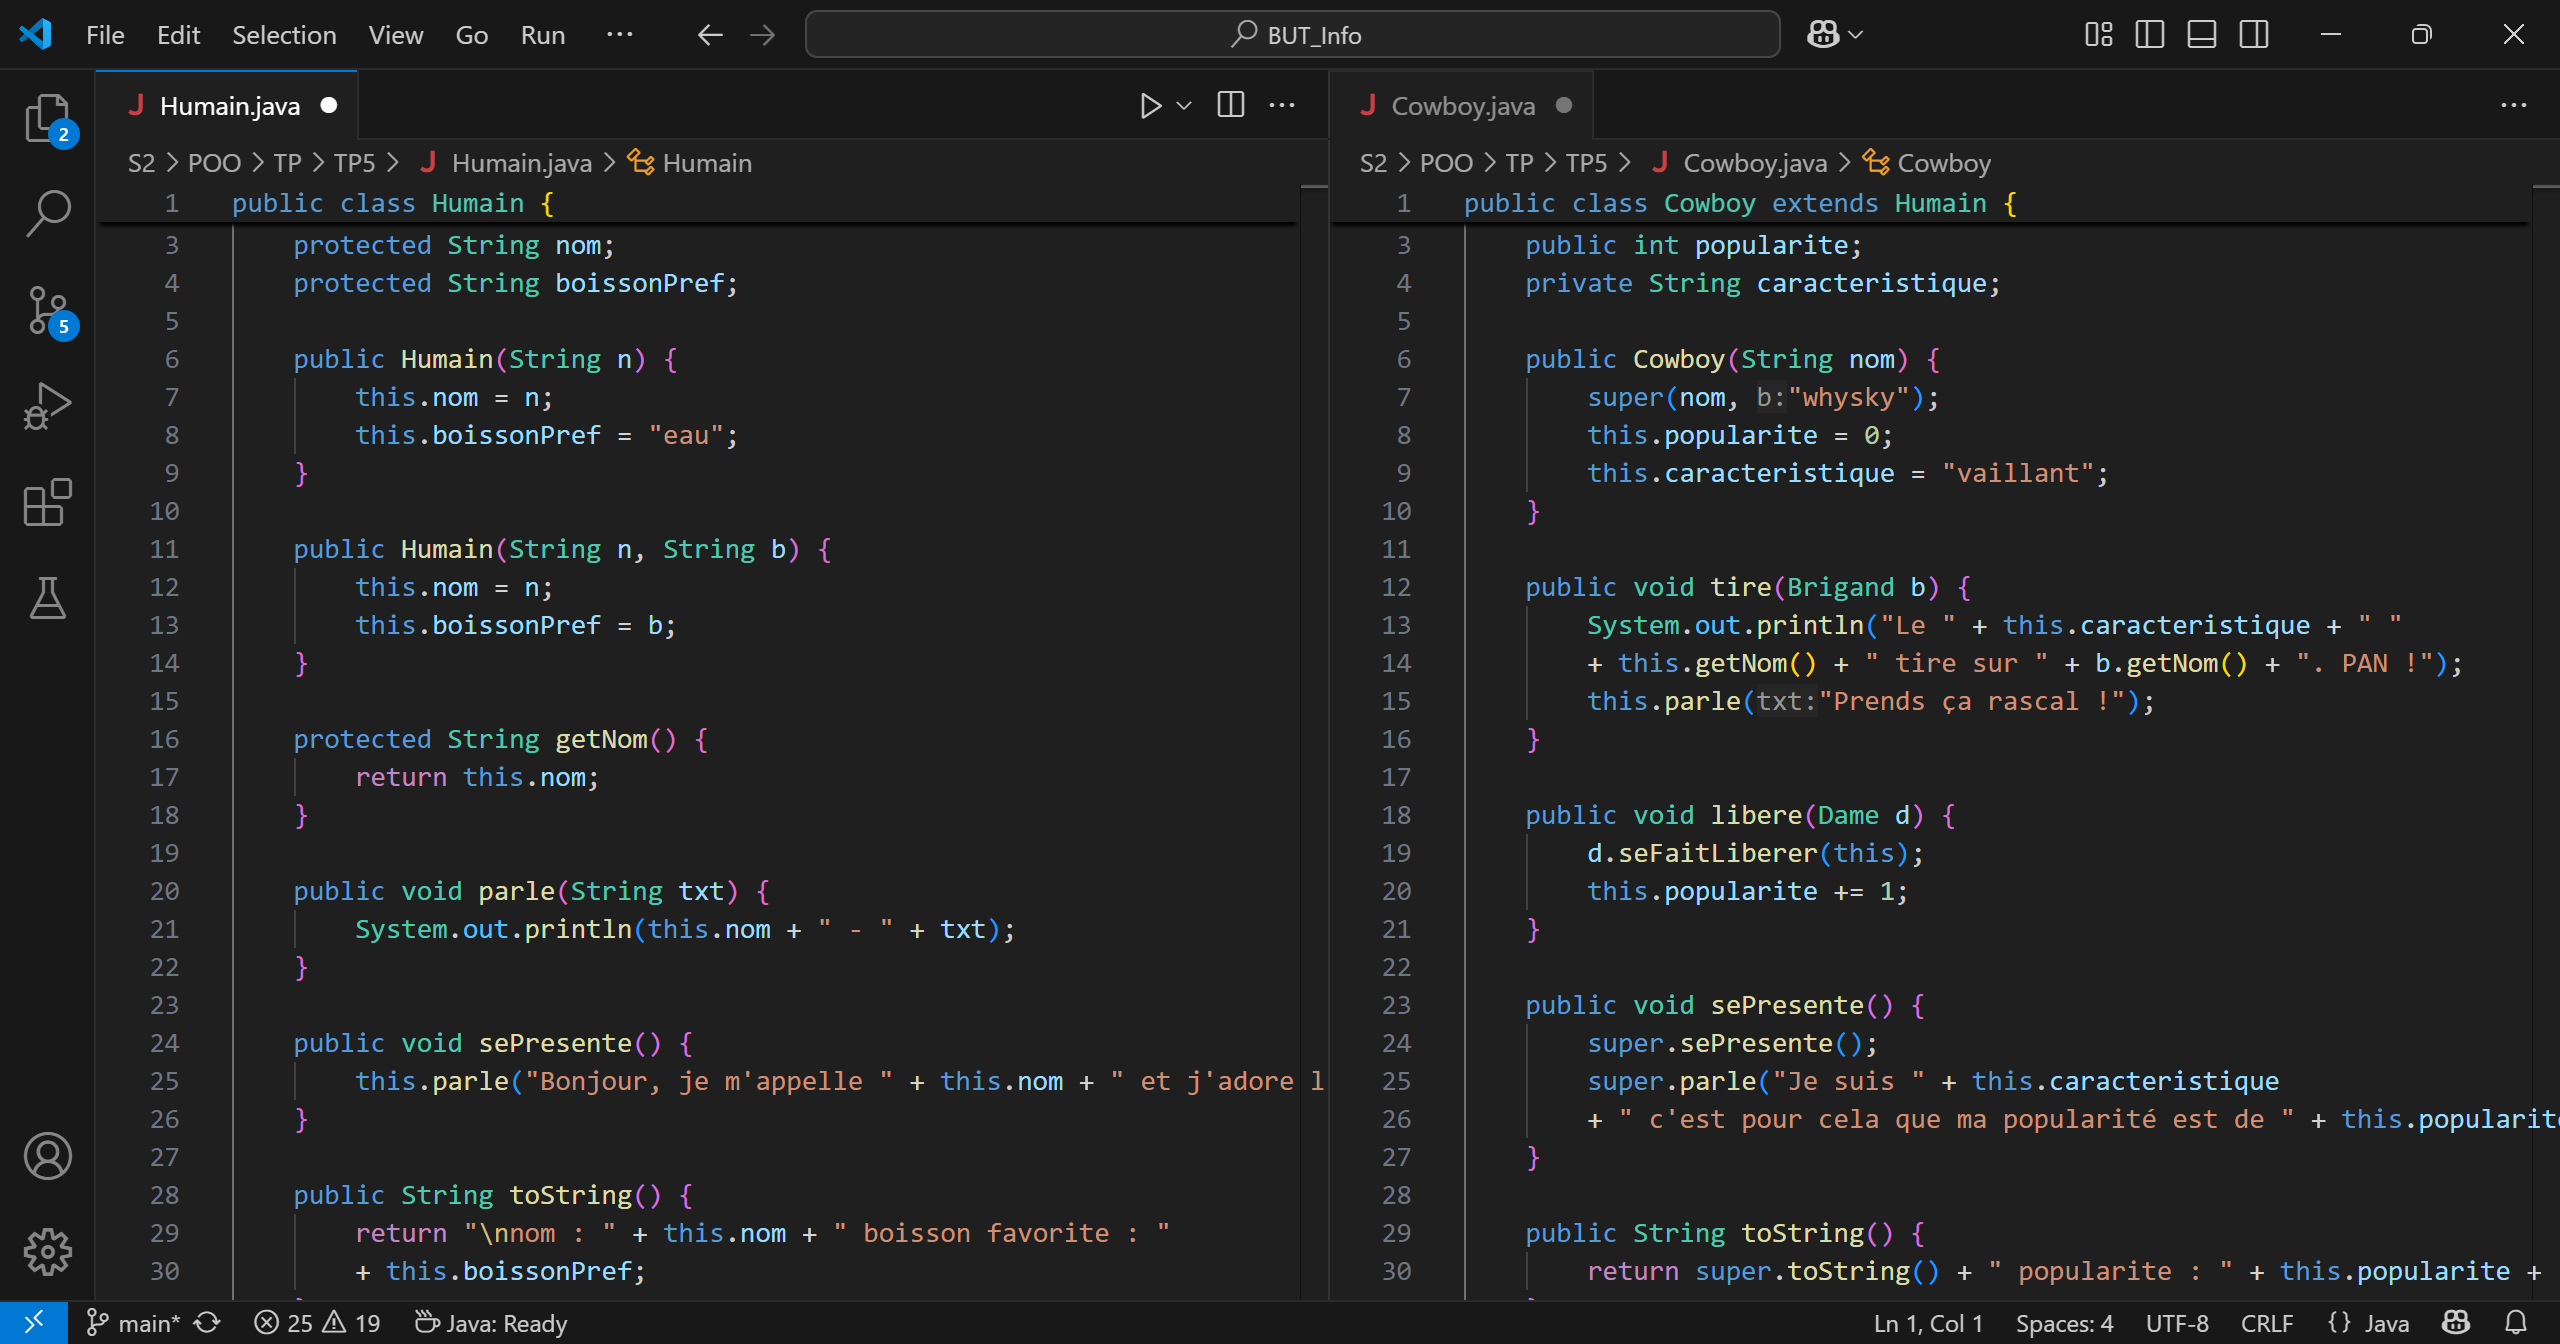 File Edit Selection View Go Run ··· BUT_Info
Humain.java
S2 > POO > TP > TP5 > J Humain.java > Humain
1 public class Humain {
3 protected String nom;
4 protected String boissonPref;
5
6 public Humain(String n) {
7 this.nom = n;
8 this.boissonPref = "eau";
9 }
10
11 public Humain(String n, String b) {
12 this.nom = n;
13 this.boissonPref = b;
14 }
15
16 protected String getNom() {
17 return this.nom;
18 }
19
20 public void parle(String txt) {
21 System.out.println(this.nom + " - " + txt);
22 }
23
24 public void sePresente() {
25 this.parle("Bonjour, je m'appelle " + this.nom + " et j'adore l
26 }
27
28 public String toString() {
29 return "\nnom : " + this.nom + " boisson favorite : "
30 + this.boissonPref;
J Cowboy.java
S2 > POO > TP > TP5 > J Cowboy.java > Cowboy
1 public class Cowboy extends Humain {
3 public int popularite;
4 private String caracteristique;
5
6 public Cowboy(String nom) {
7 super(nom, b:"whysky");
8 this.popularite = 0;
9 this.caracteristique = "vaillant";
10 }
11
12 public void tire(Brigand b) {
13 System.out.println("Le " + this.caracteristique + " "
14 + this.getNom() + " tire sur " + b.getNom() + ". PAN !");
15 this.parle(txt:"Prends ça rascal !");
16 }
17
18 public void libere(Dame d) {
19 d.seFaitLiberer(this);
20 this.popularite += 1;
21 }
22
23 public void sePresente() {
24 super.sePresente();
25 super.parle("Je suis " + this.caracteristique
26 + " c'est pour cela que ma popularité est de " + this.popularite
27 }
28
29 public String toString() {
30 return super.toString() + " popularite : " + this.popularite +
2
5
main* 25 19 Java: Ready Ln 1, Col 1 Spaces: 4 UTF-8 CRLF {} Java